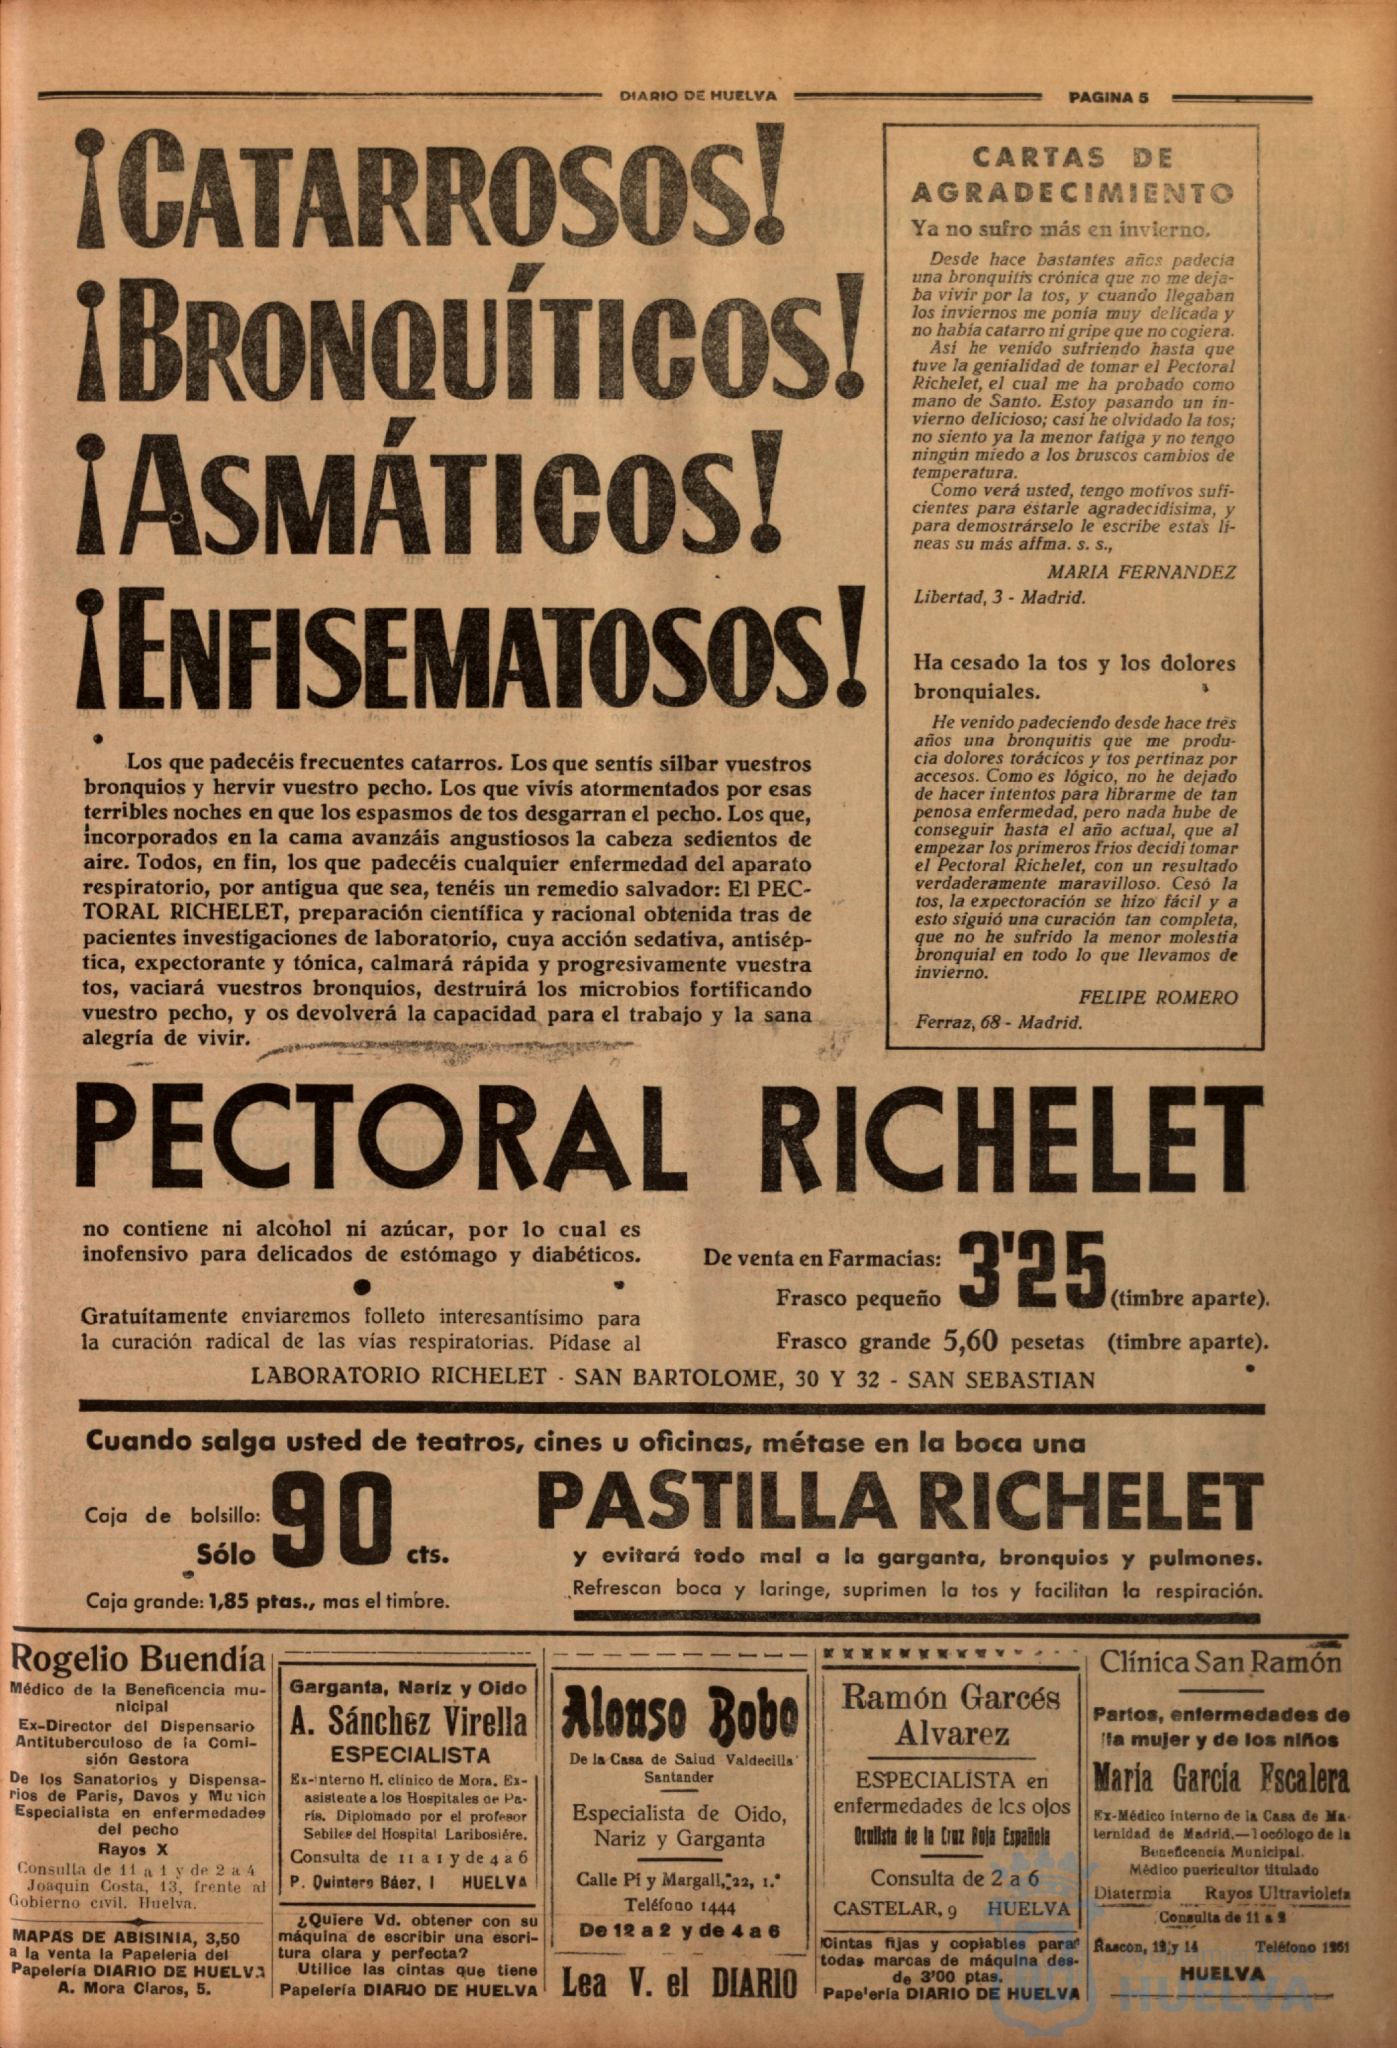 DIARIO DE HUELVA
PAGINA 5
¡CATARROSOS!
¡BRONQUÍTICOS!
¡ASMÁTICOS!
¡ENFISEMATOSOS!
Los que padecéis frecuentes catarros. Los que sentís silbar vuestros
bronquios y hervir vuestro pecho. Los que vivís atormentados por esas
terribles noches en que los espasmos de tos desgarran el pecho. Los que,
incorporados en la cama avanzáis angustiosos la cabeza sedientos de
aire. Todos, en fin, los que padecéis cualquier enfermedad del aparato
respiratorio, por antigua que sea, tenéis un remedio salvador: El PEC-
TORAL RICHELET, preparación científica y racional obtenida tras de
pacientes investigaciones de laboratorio, cuya acción sedativa, antisép-
tica, expectorante y tónica, calmará rápida y progresivamente vuestra
tos, vaciará vuestros bronquios, destruirá los microbios fortificando
vuestro pecho, y os devolverá la capacidad para el trabajo y la sana
alegría de vivir.
CARTAS DE
AGRADECIMIENTO
Ya no sufro más en invierno.
Desde hace bastantes años padecía
una bronquitis crónica que no me deja-
ba vivir por la tos, y cuando llegaban
los inviernos me ponía muy delicada y
no había catarro ni gripe que no cogiera.
Así he venido sufriendo hasta que
tuve la genialidad de tomar el Pectoral
Richelet, el cual me ha probado como
mano de Santo. Estoy pasando un in-
vierno delicioso; casi he olvidado la tos;
no siento ya la menor fatiga y no tengo
ningún miedo a los bruscos cambios de
temperatura.
Como verá usted, tengo motivos sufi-
cientes para estarle agradecidísima, y
para demostrárselo le escribe estas lí-
neas su más affma. s. s.,
MARIA FERNANDEZ
Libertad, 3 - Madrid.
Ha cesado la tos y los dolores
bronquiales.
He venido padeciendo desde hace tres
años una bronquitis que me produ-
cía dolores torácicos y tos pertinaz por
accesos. Como es lógico, no he dejado
de hacer intentos para librarme de tan
penosa enfermedad, pero nada hube de
conseguir hasta el año actual, que al
empezar los primeros fríos decidí tomar
el Pectoral Richelet, con un resultado
verdaderamente maravilloso. Cesó la
tos, la expectoración se hizo fácil y a
esto siguió una curación tan completa,
que no he sufrido la menor molestia
bronquial en todo lo que llevamos de
invierno.
FELIPE ROMERO
Ferraz, 68 - Madrid.
PECTORAL RICHELET
no contiene ni alcohol ni azúcar, por lo cual es
inofensivo para delicados de estómago y diabéticos.
Gratuítamente enviaremos folleto interesantísimo para
la curación radical de las vías respiratorias. Pídase al
De venta en Farmacias:
Frasco pequeño 3'25 (timbre aparte).
Frasco grande 5,60 pesetas (timbre aparte).
LABORATORIO RICHELET - SAN BARTOLOME, 30 Y 32 - SAN SEBASTIAN
Cuando salga usted de teatros, cines u oficinas, métase en la boca una
Caja de bolsillo:
Sólo 90 cts.
Caja grande: 1,85 ptas., mas el timbre.
PASTILLA RICHELET
y evitará todo mal a la garganta, bronquios y pulmones.
Refrescan boca y laringe, suprimen la tos y facilitan la respiración.
Rogelio Buendía
Médico de la Beneficencia mu-
nicipal
Ex-Director del Dispensario
Antituberculoso de la Comi-
sión Gestora
De los Sanatorios y Dispensa-
rios de Paris, Davos y Munich
Especialista en enfermedades
del pecho
Rayos X
Consulta de 11 a 1 y de 2 a 4
Joaquin Costa, 13, frente al
Gobierno civil. Huelva.
MAPAS DE ABISINIA, 3,50
a la venta la Papelería del
Papelería DIARIO DE HUELVA
A. Mora Claros, 5.
Garganta, Nariz y Oido
A. Sánchez Virella
ESPECIALISTA
Ex-interno H. clínico de Mora. Ex-
asistente a los Hospitales de Pa-
rís. Diplomado por el profesor
Sebileau del Hospital Laribosiére.
Consulta de 11 a 1 y de 4 a 6
P. Quintero Báez, 1 HUELVA
¿Quiere Vd. obtener con su
máquina de escribir una escri-
tura clara y perfecta?
Utilice las cintas que tiene
Papelería DIARIO DE HUELVA
Alonso Bobo
De la Casa de Salud Valdecilla
Santander
Especialista de Oido,
Nariz y Garganta
Calle Pí y Margall, 22, 1.º
Teléfono 1444
De 12 a 2 y de 4 a 6
Lea V. el DIARIO
Ramón Garcés
Alvarez
ESPECIALISTA en
enfermedades de los ojos
Oculista de la Cruz Roja Española
Consulta de 2 a 6
CASTELAR, 9 HUELVA
Cintas fijas y copiables para
todas marcas de máquina des-
de 3'00 ptas.
Papelería DIARIO DE HUELVA
Clínica San Ramón
Partos, enfermedades de
la mujer y de los niños
María García Escalera
Ex-Médico interno de la Casa de Ma-
ternidad de Madrid.—Tocólogo de la
Beneficencia Municipal.
Médico puericultor titulado
Diatermia Rayos Ultravioleta
Consulta de 11 a 2
Rascon, 12 y 14 Teléfono 1951
HUELVA
HUELVA